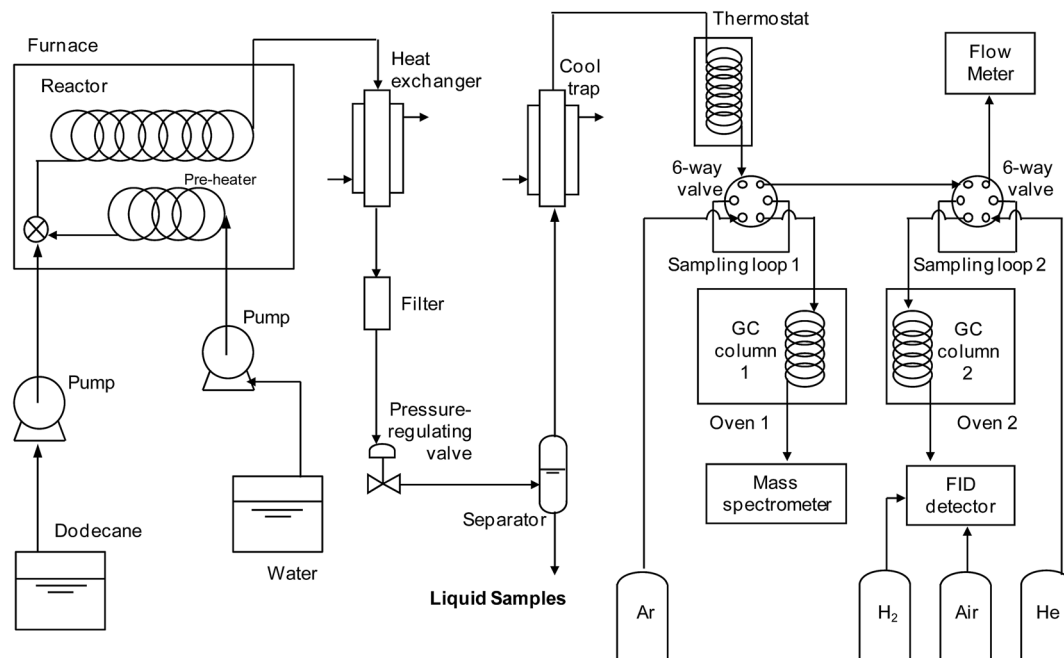 Furnace
Reactor
Pre-heater
Pump
Pump
Dodecane
Water
Heat
exchanger
Filter
Pressure-
regulating
valve
Separator
Liquid Samples
Cool
trap
Thermostat
6-way
valve
Sampling loop 1
GC
column
1
Oven 1
Mass
spectrometer
Flow
Meter
6-way
valve
Sampling loop 2
GC
column
2
Oven 2
FID
detector
Ar
H₂
Air
He